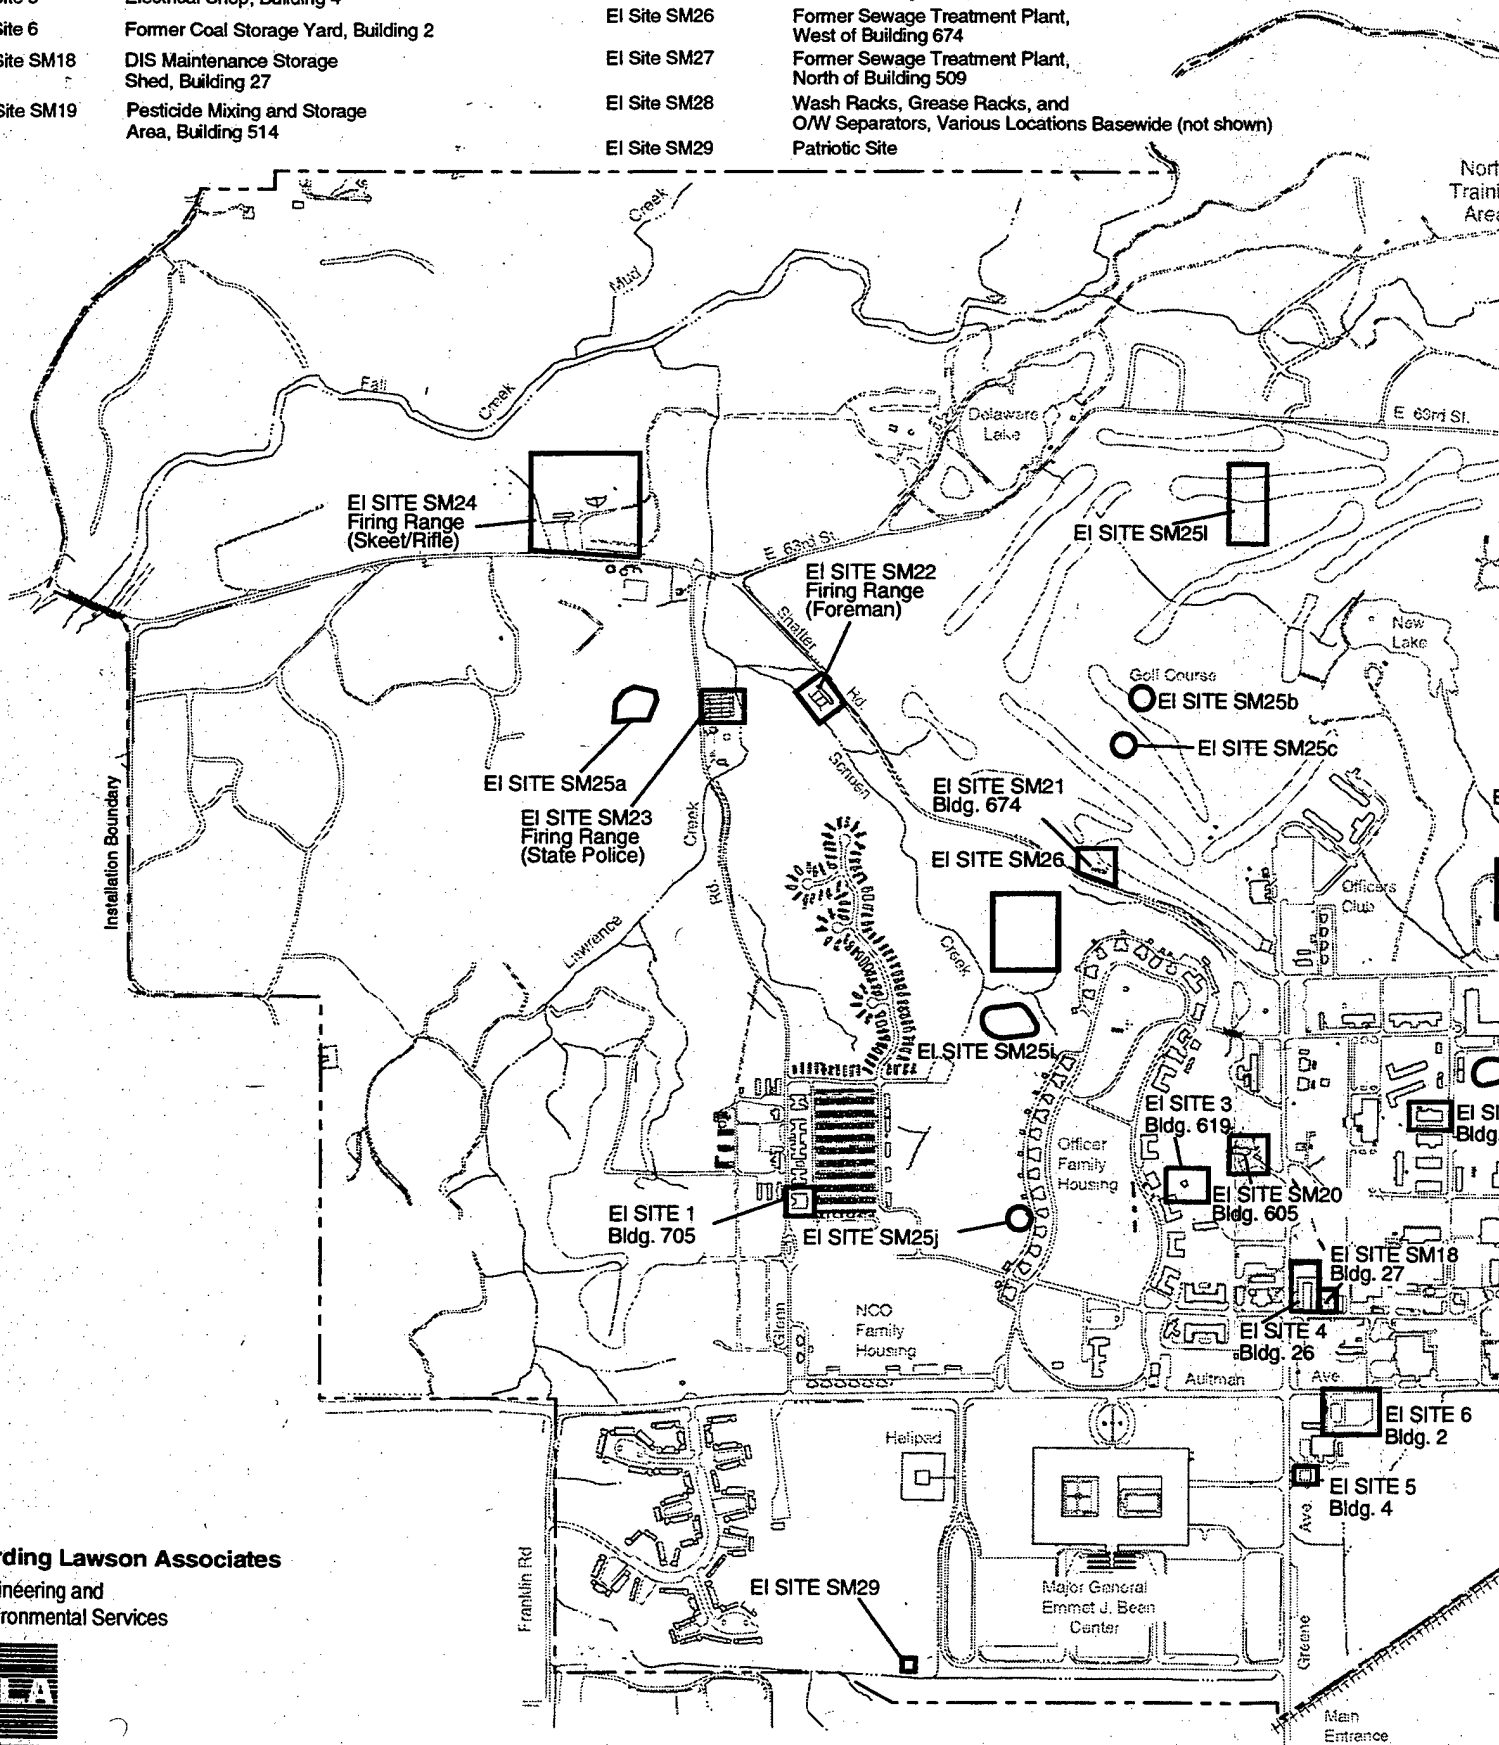 Electrical Shop, Building 4
Site 6 Former Coal Storage Yard, Building 2
Site SM18 DIS Maintenance Storage
Shed, Building 27
Site SM19 Pesticide Mixing and Storage
Area, Building 514
EI Site SM26 Former Sewage Treatment Plant,
West of Building 674
EI Site SM27 Former Sewage Treatment Plant,
North of Building 509
EI Site SM28 Wash Racks, Grease Racks, and
O/W Separators, Various Locations Basewide (not shown)
EI Site SM29 Patriotic Site
Mud
Creek
Fall
Creek
Delaware
Lake
E 63rd St.
EI SITE SM24
Firing Range
(Skeet/Rifle)
EI SITE SM25l
E 63rd St.
EI SITE SM22
Firing Range
(Foreman)
Shafter
Rd.
New
Lake
Golf Course
EI SITE SM25b
EI SITE SM25c
EI SITE SM25a
EI SITE SM23
Firing Range
(State Police)
Creek
Rd.
Lawrence
Schoen
Creek
EI SITE SM21
Bldg. 674
EI SITE SM26
Officers
Club
Installation Boundary
EI SITE SM25i
EI SITE 3
Bldg. 619
Officer
Family
Housing
Bldg.
EI SITE SM20
Bldg. 605
EI SITE 1
Bldg. 705
EI SITE SM25j
EI SITE SM18
Bldg. 27
EI SITE 4
Bldg. 26
NCO
Family
Housing
Glenn
Aultman
Ave.
EI SITE 6
Bldg. 2
Helipad
EI SITE 5
Bldg. 4
Ave.
Greene
Franklin Rd
EI SITE SM29
Major General
Emmet J. Bean
Center
Main
Entrance
rding Lawson Associates
ineering and
ronmental Services
LA